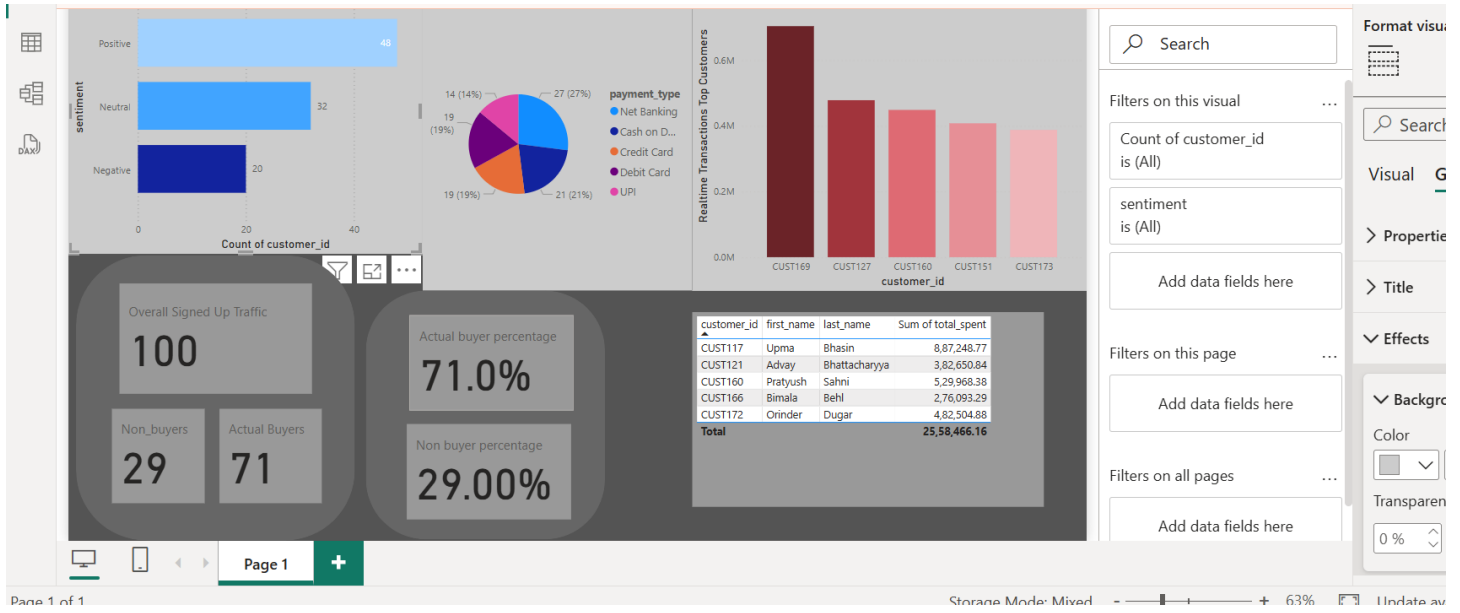 Positive
48
Neutral
32
Negative
20
sentiment
0
20
40
Count of customer_id
14 (14%)
27 (27%)
19
(19%)
19 (19%)
21 (21%)
payment_type
Net Banking
Cash on D...
Credit Card
Debit Card
UPI
Realtime Transactions Top Customers
0.6M
0.4M
0.2M
0.0M
CUST169 CUST127 CUST160 CUST151 CUST173
customer_id
Overall Signed Up Traffic
100
Non_buyers
29
Actual Buyers
71
Actual buyer percentage
71.0%
Non buyer percentage
29.00%
customer_id first_name last_name Sum of total_spent
CUST117 Upma Bhasin 8,87,248.77
CUST121 Advay Bhattacharyya 3,82,650.84
CUST160 Pratyush Sahni 5,29,968.38
CUST166 Bimala Behl 2,76,093.29
CUST172 Orinder Dugar 4,82,504.88
Total 25,58,466.16
Search
Filters on this visual ...
Count of customer_id
is (All)
sentiment
is (All)
Add data fields here
Filters on this page ...
Add data fields here
Filters on all pages ...
Add data fields here
Format visua
Search
Visual G
Propertie
Title
Effects
Backgro
Color
Transparen
0 %
DAX
Page 1
+
Page 1 of 1
Storage Mode: Mixed
- + 63%
Update av